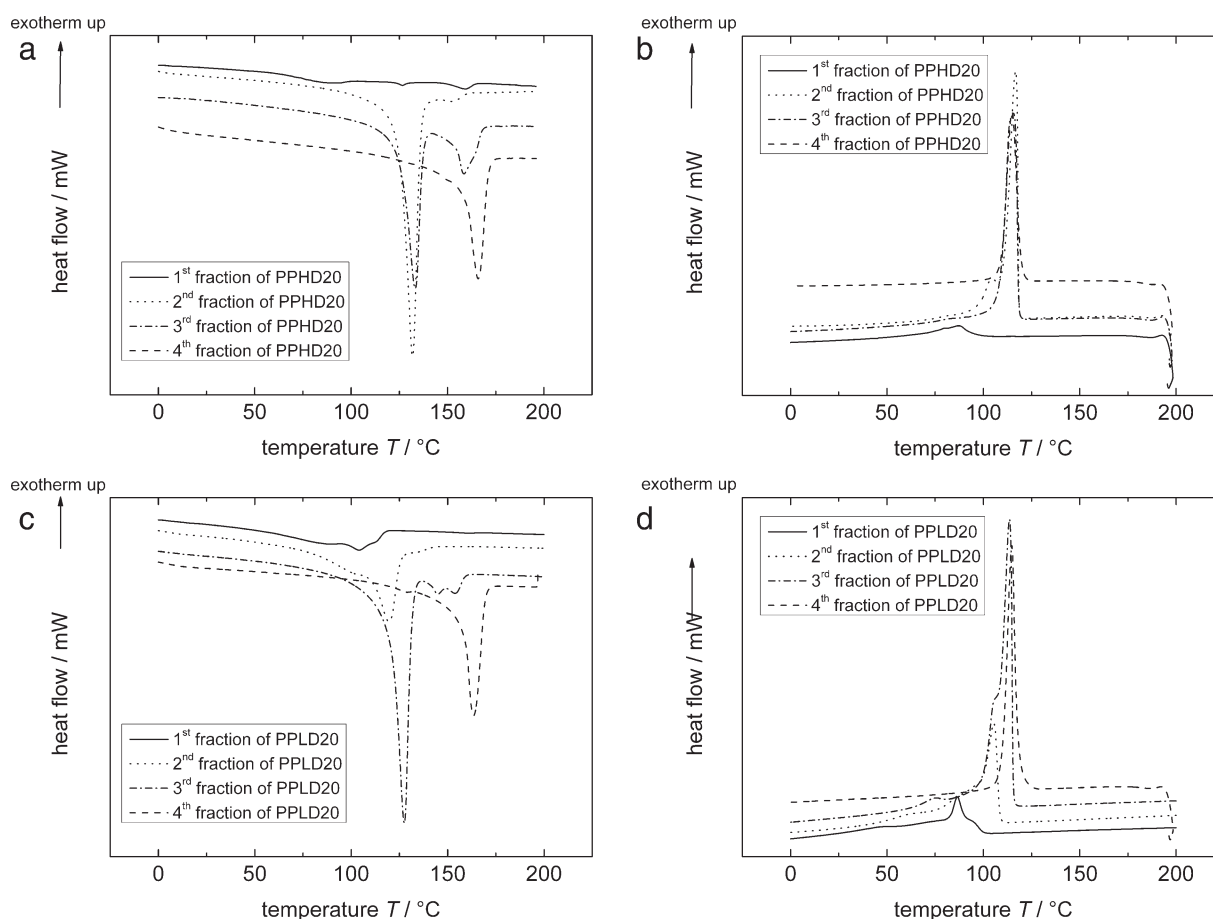 exotherm up
a
heat flow / mW
1st fraction of PPHD20
2nd fraction of PPHD20
3rd fraction of PPHD20
4th fraction of PPHD20
0 50 100 150 200
temperature T / °C
exotherm up
b
heat flow / mW
1st fraction of PPHD20
2nd fraction of PPHD20
3rd fraction of PPHD20
4th fraction of PPHD20
0 50 100 150 200
temperature T / °C
exotherm up
c
heat flow / mW
1st fraction of PPLD20
2nd fraction of PPLD20
3rd fraction of PPLD20
4th fraction of PPLD20
0 50 100 150 200
temperature T / °C
exotherm up
d
heat flow / mW
1st fraction of PPLD20
2nd fraction of PPLD20
3rd fraction of PPLD20
4th fraction of PPLD20
0 50 100 150 200
temperature T / °C